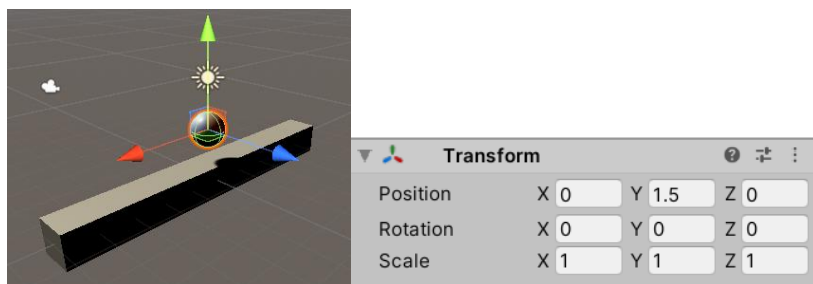 Transform
Position X 0 Y 1.5 Z 0
Rotation X 0 Y 0 Z 0
Scale X 1 Y 1 Z 1